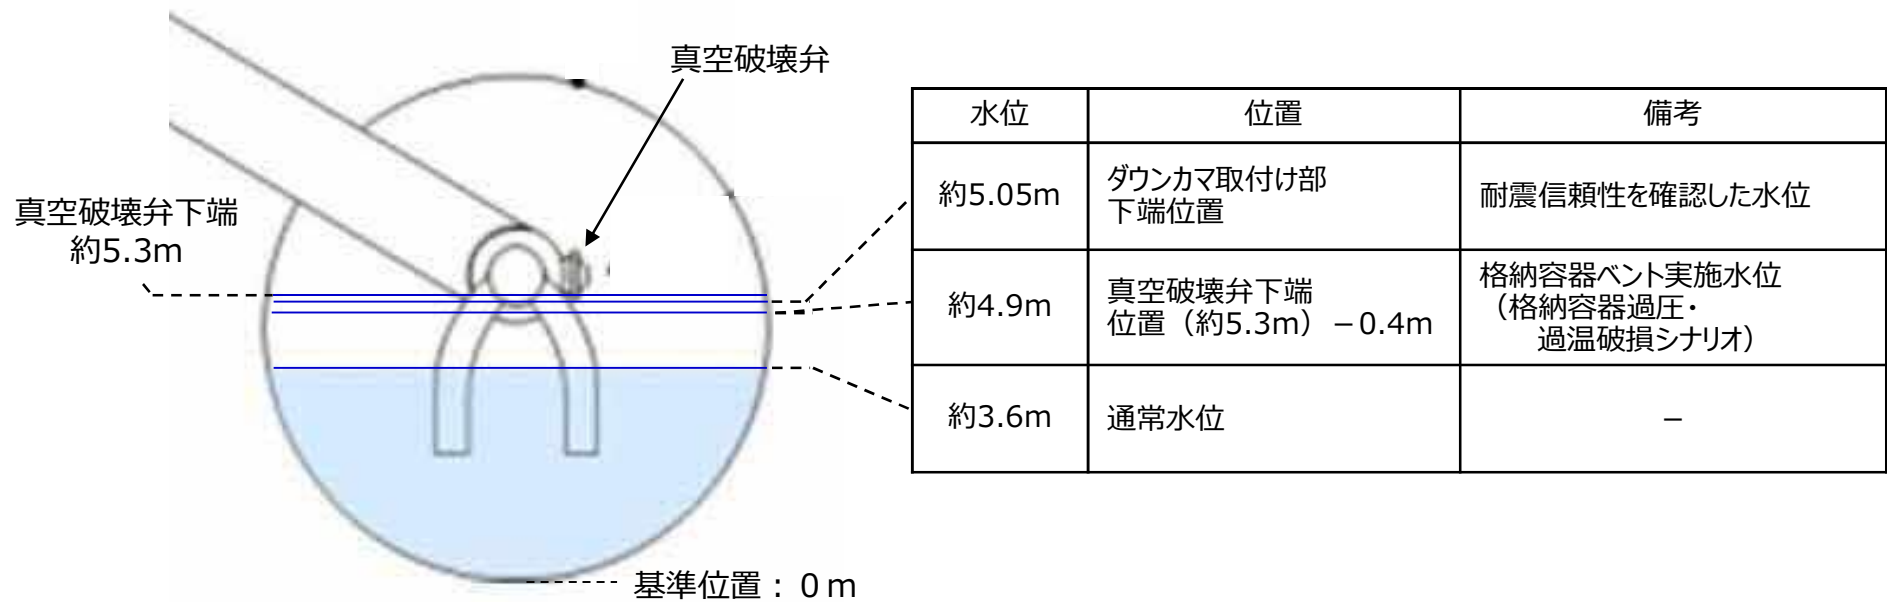 真空破壊弁
真空破壊弁下端
約5.3m
水位
位置
備考
約5.05m
ダウンカマ取付け部
下端位置
耐震信頼性を確認した水位
約4.9m
真空破壊弁下端
位置（約5.3m）－0.4m
格納容器ベント実施水位
（格納容器過圧・
過温破損シナリオ）
約3.6m
通常水位
－
基準位置：０ｍ